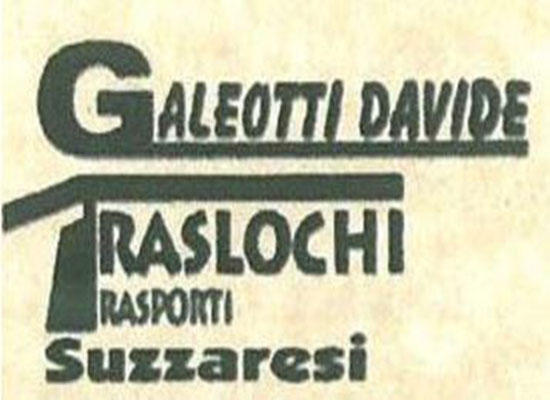 GALEOTTI DAVIDE
TRASLOCHI
TRASPORTI
Suzzaresi